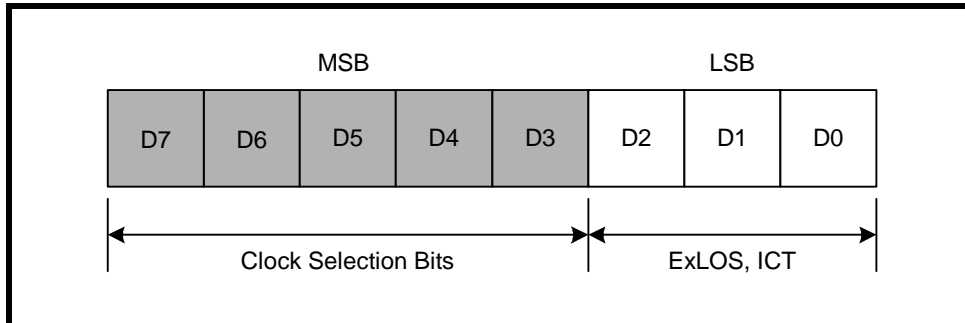 MSB LSB
D7 D6 D5 D4 D3 D2 D1 D0
Clock Selection Bits ExLOS, ICT